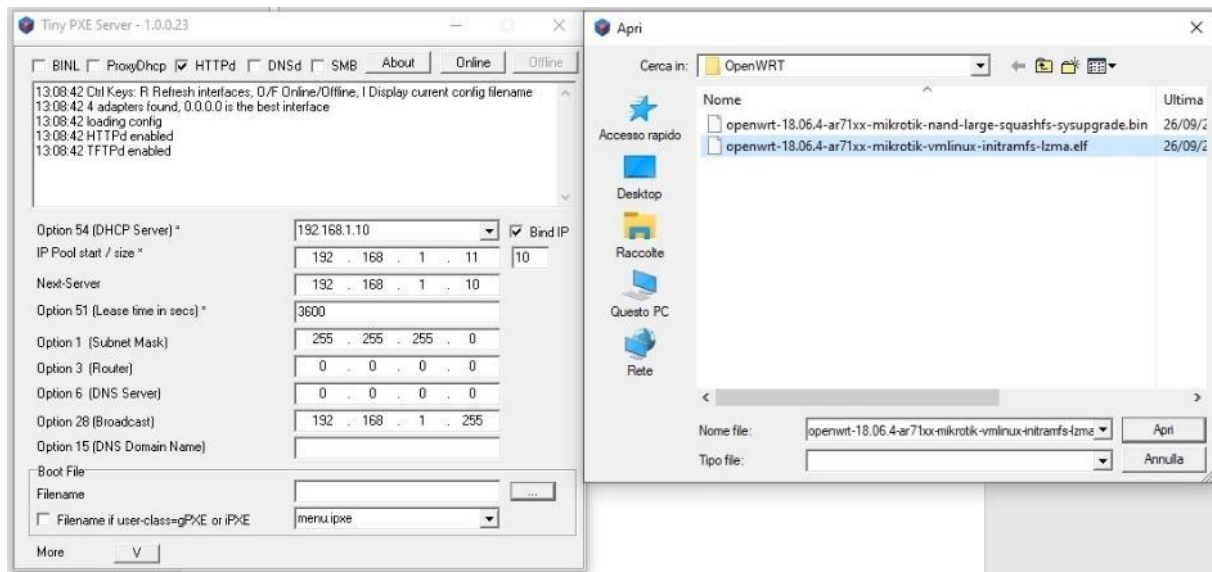 Tiny PXE Server - 1.0.0.23
BINL ProxyDhcp HTTPd DNSd SMB About Online Offline
13:08:42 Ctrl Keys: R Refresh interfaces, O/F Online/Offline, I Display current config filename
13:08:42 4 adapters found, 0.0.0.0 is the best interface
13:08:42 loading config
13:08:42 HTTPd enabled
13:08:42 TFTPd enabled
Option 54 (DHCP Server) * 192.168.1.10 Bind IP
IP Pool start / size * 192 . 168 . 1 . 11 10
Next-Server 192 . 168 . 1 . 10
Option 51 (Lease time in secs) * 3600
Option 1 (Subnet Mask) 255 . 255 . 255 . 0
Option 3 (Router) 0 . 0 . 0 . 0
Option 6 (DNS Server) 0 . 0 . 0 . 0
Option 28 (Broadcast) 192 . 168 . 1 . 255
Option 15 (DNS Domain Name)
Boot File
Filename ...
Filename if user-class=gPXE or iPXE menu.ipxe
More V
Apri
Cerca in: OpenWRT
Nome Ultima
openwrt-18.06.4-ar71xx-mikrotik-nand-large-squashfs-sysupgrade.bin 26/09/2
openwrt-18.06.4-ar71xx-mikrotik-vmlinux-initramfs-lzma.elf 26/09/2
Accesso rapido
Desktop
Raccolte
Questo PC
Rete
Nome file: openwrt-18.06.4-ar71xx-mikrotik-vmlinux-initramfs-lzma Apri
Tipo file: Annulla